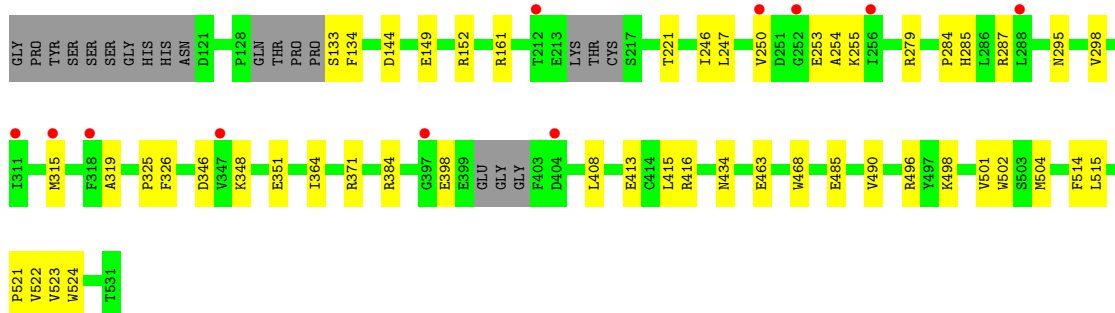 GLY PRO TYR SER SER SER GLY HIS HIS ASN D121 P128 GLN THR PRO PRO S133 F134 D144 E149 R152 R161 T212 E213 LYS THR CYS S217 T221 I246 L247 V250 D251 G252 E253 A254 K255 I256 R279 P284 H285 L286 R287 L288 N295 V298
I311 M315 F318 A319 P325 F326 D346 V347 K348 E351 I364 R371 R384 G397 E398 E399 GLU GLY GLY F403 D404 L408 E413 C414 L415 R416 N434 E463 W468 E485 V490 R496 Y497 K498 V501 W502 S503 M504 F514 L515
P521 V522 V523 W524 T531